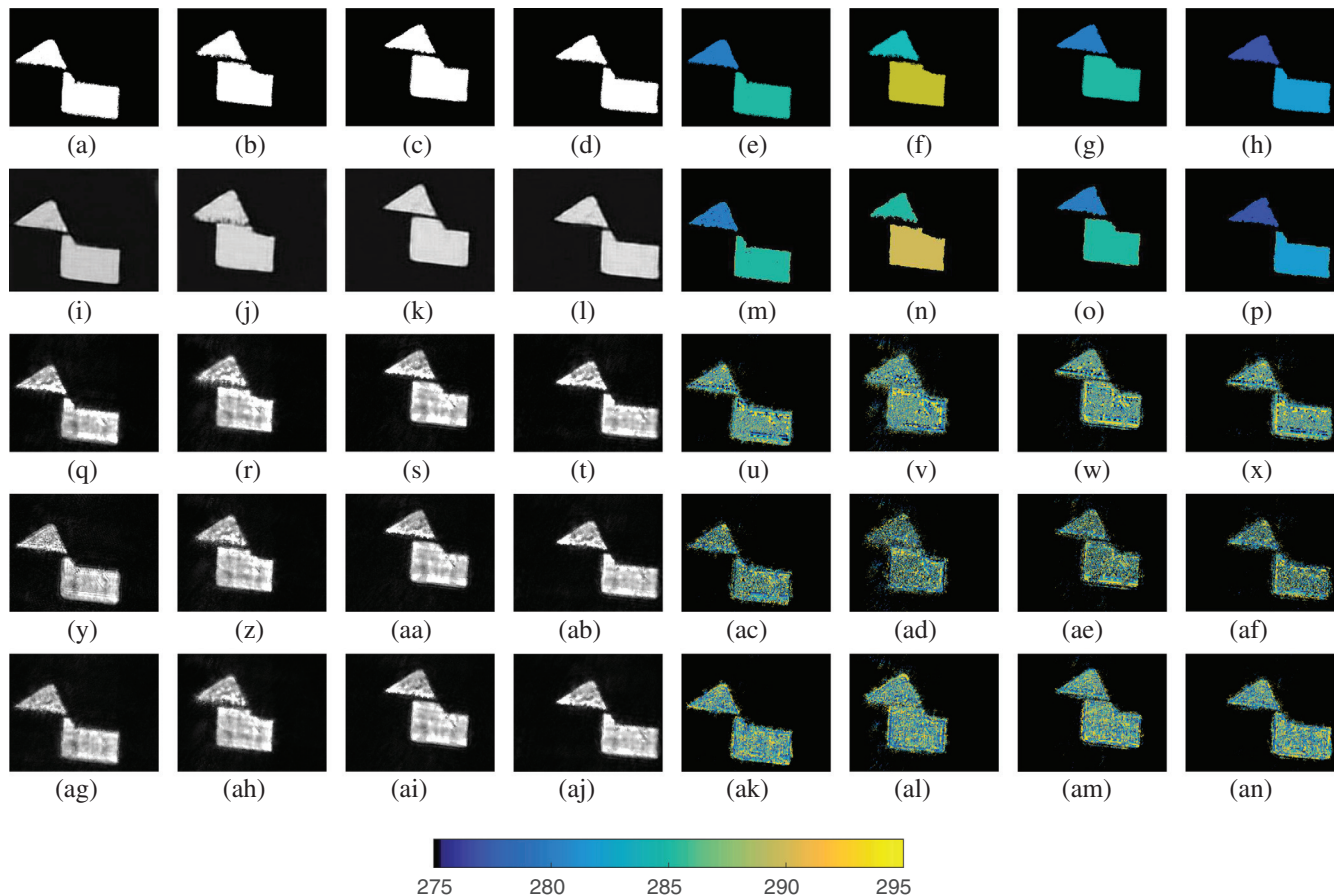 (a) (b) (c) (d) (e) (f) (g) (h)
(i) (j) (k) (l) (m) (n) (o) (p)
(q) (r) (s) (t) (u) (v) (w) (x)
(y) (z) (aa) (ab) (ac) (ad) (ae) (af)
(ag) (ah) (ai) (aj) (ak) (al) (am) (an)
275 280 285 290 295